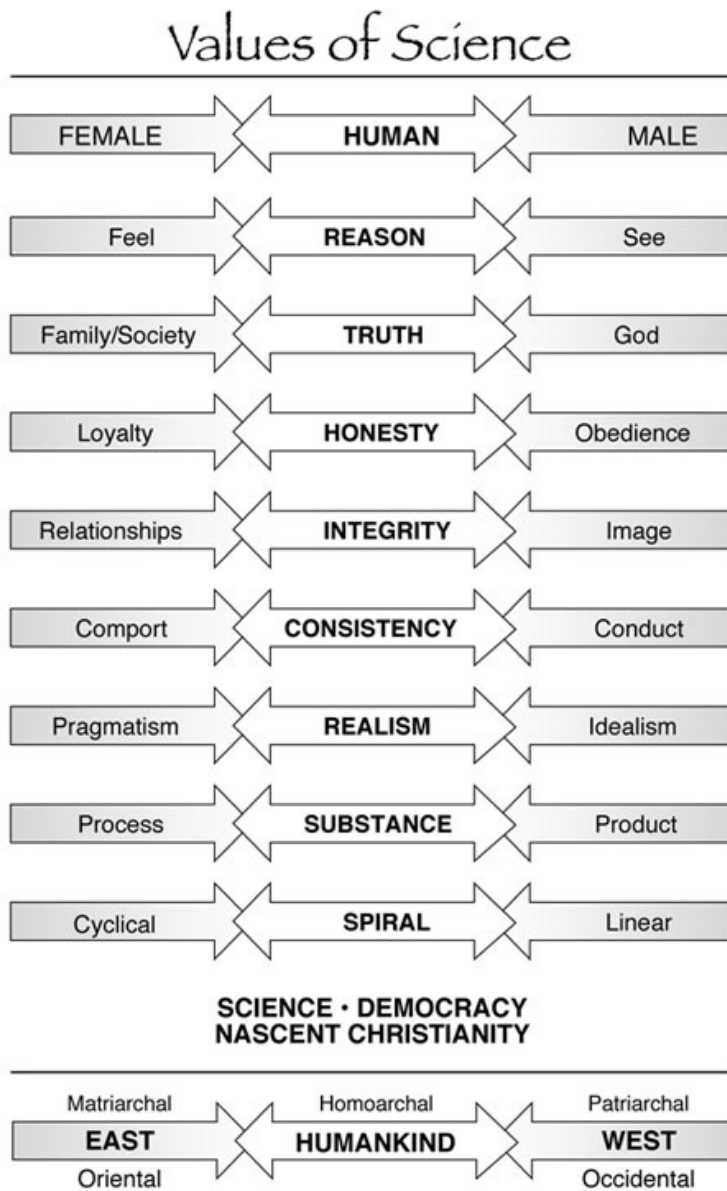 Values of Science
FEMALE HUMAN MALE
Feel REASON See
Family/Society TRUTH God
Loyalty HONESTY Obedience
Relationships INTEGRITY Image
Comport CONSISTENCY Conduct
Pragmatism REALISM Idealism
Process SUBSTANCE Product
Cyclical SPIRAL Linear
SCIENCE • DEMOCRACY
NASCENT CHRISTIANITY
Matriarchal Homoarchal Patriarchal
EAST HUMANKIND WEST
Oriental Occidental